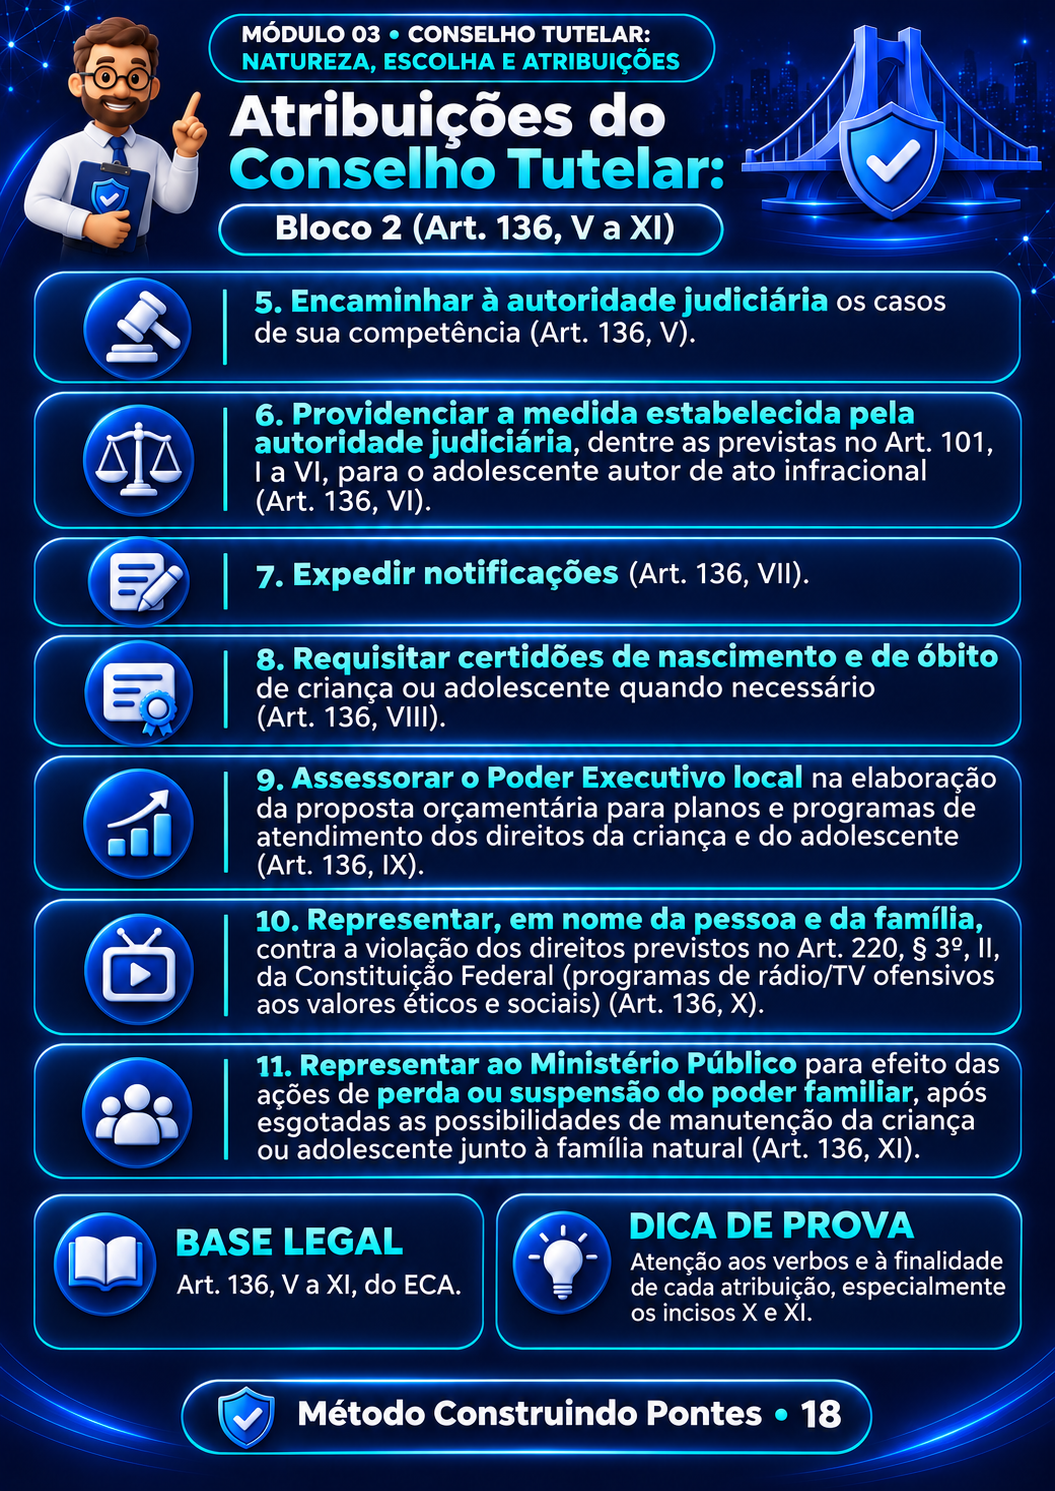 MÓDULO 03 • CONSELHO TUTELAR:
NATUREZA, ESCOLHA E ATRIBUIÇÕES
Atribuições do
Conselho Tutelar:
Bloco 2 (Art. 136, V a XI)
5. Encaminhar à autoridade judiciária os casos
de sua competência (Art. 136, V).
6. Providenciar a medida estabelecida pela
autoridade judiciária, dentre as previstas no Art. 101,
I a VI, para o adolescente autor de ato infracional
(Art. 136, VI).
7. Expedir notificações (Art. 136, VII).
8. Requisitar certidões de nascimento e de óbito
de criança ou adolescente quando necessário
(Art. 136, VIII).
9. Assessorar o Poder Executivo local na elaboração
da proposta orçamentária para planos e programas de
atendimento dos direitos da criança e do adolescente
(Art. 136, IX).
10. Representar, em nome da pessoa e da família,
contra a violação dos direitos previstos no Art. 220, § 3º, II,
da Constituição Federal (programas de rádio/TV ofensivos
aos valores éticos e sociais) (Art. 136, X).
11. Representar ao Ministério Público para efeito das
ações de perda ou suspensão do poder familiar, após
esgotadas as possibilidades de manutenção da criança
ou adolescente junto à família natural (Art. 136, XI).
BASE LEGAL
Art. 136, V a XI, do ECA.
DICA DE PROVA
Atenção aos verbos e à finalidade
de cada atribuição, especialmente
os incisos X e XI.
Método Construindo Pontes • 18